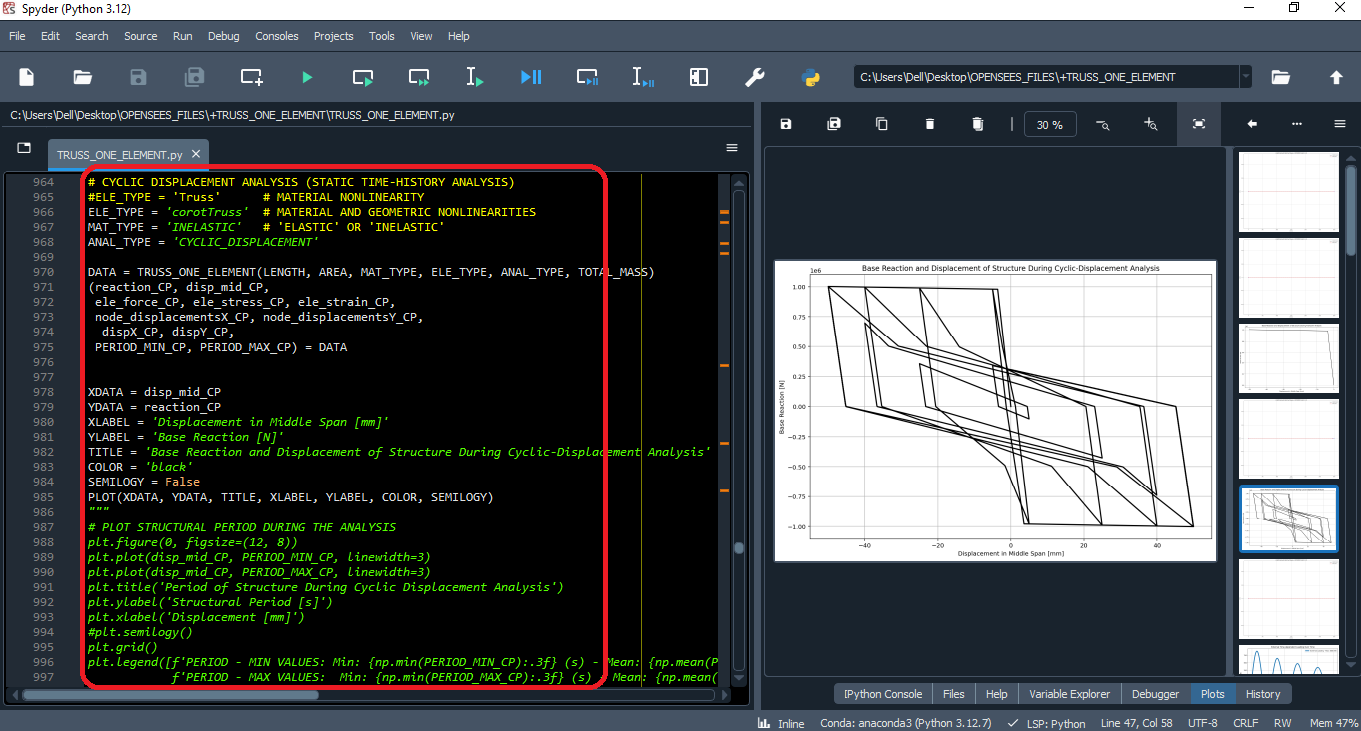 Spyder (Python 3.12)
File Edit Search Source Run Debug Consoles Projects Tools View Help
C:\Users\Dell\Desktop\OPENSEES_FILES\+TRUSS_ONE_ELEMENT
C:\Users\Dell\Desktop\OPENSEES_FILES\+TRUSS_ONE_ELEMENT\TRUSS_ONE_ELEMENT.py
TRUSS_ONE_ELEMENT.py
964 # CYCLIC DISPLACEMENT ANALYSIS (STATIC TIME-HISTORY ANALYSIS)
965 #ELE_TYPE = 'Truss' # MATERIAL NONLINEARITY
966 ELE_TYPE = 'corotTruss' # MATERIAL AND GEOMETRIC NONLINEARITIES
967 MAT_TYPE = 'INELASTIC' # 'ELASTIC' OR 'INELASTIC'
968 ANAL_TYPE = 'CYCLIC_DISPLACEMENT'
969
970 DATA = TRUSS_ONE_ELEMENT(LENGTH, AREA, MAT_TYPE, ELE_TYPE, ANAL_TYPE, TOTAL_MASS)
971 (reaction_CP, disp_mid_CP,
972 ele_force_CP, ele_stress_CP, ele_strain_CP,
973 node_displacementsX_CP, node_displacementsY_CP,
974 dispX_CP, dispY_CP,
975 PERIOD_MIN_CP, PERIOD_MAX_CP) = DATA
976
977
978 XDATA = disp_mid_CP
979 YDATA = reaction_CP
980 XLABEL = 'Displacement in Middle Span [mm]'
981 YLABEL = 'Base Reaction [N]'
982 TITLE = 'Base Reaction and Displacement of Structure During Cyclic-Displacement Analysis'
983 COLOR = 'black'
984 SEMILOGY = False
985 PLOT(XDATA, YDATA, TITLE, XLABEL, YLABEL, COLOR, SEMILOGY)
986 """
987 # PLOT STRUCTURAL PERIOD DURING THE ANALYSIS
988 plt.figure(0, figsize=(12, 8))
989 plt.plot(disp_mid_CP, PERIOD_MIN_CP, linewidth=3)
990 plt.plot(disp_mid_CP, PERIOD_MAX_CP, linewidth=3)
991 plt.title('Period of Structure During Cyclic Displacement Analysis')
992 plt.ylabel('Structural Period [s]')
993 plt.xlabel('Displacement [mm]')
994 #plt.semilogy()
995 plt.grid()
996 plt.legend([f'PERIOD - MIN VALUES: Min: {np.min(PERIOD_MIN_CP):.3f} (s) - Mean: {np.mean(P
997 f'PERIOD - MAX VALUES: Min: {np.min(PERIOD_MAX_CP):.3f} (s) - Mean: {np.mean(
30 %
1e6
Base Reaction and Displacement of Structure During Cyclic-Displacement Analysis
1.00
0.75
0.50
0.25
0.00
−0.25
−0.50
−0.75
−1.00
Base Reaction [N]
−40 −20 0 20 40
Displacement in Middle Span [mm]
IPython Console Files Help Variable Explorer Debugger Plots History
Inline Conda: anaconda3 (Python 3.12.7) LSP: Python Line 47, Col 58 UTF-8 CRLF RW Mem 47%